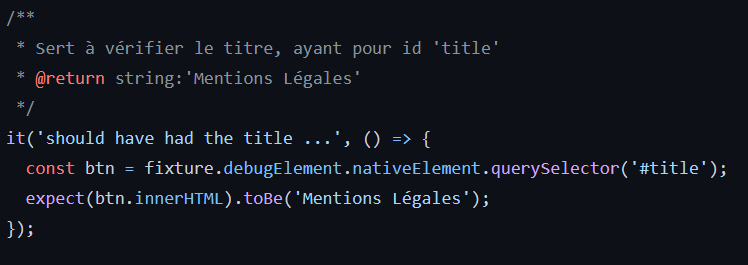 /**
 * Sert à vérifier le titre, ayant pour id 'title'
 * @return string:'Mentions Légales'
 */
it('should have had the title ...', () => {
  const btn = fixture.debugElement.nativeElement.querySelector('#title');
  expect(btn.innerHTML).toBe('Mentions Légales');
});